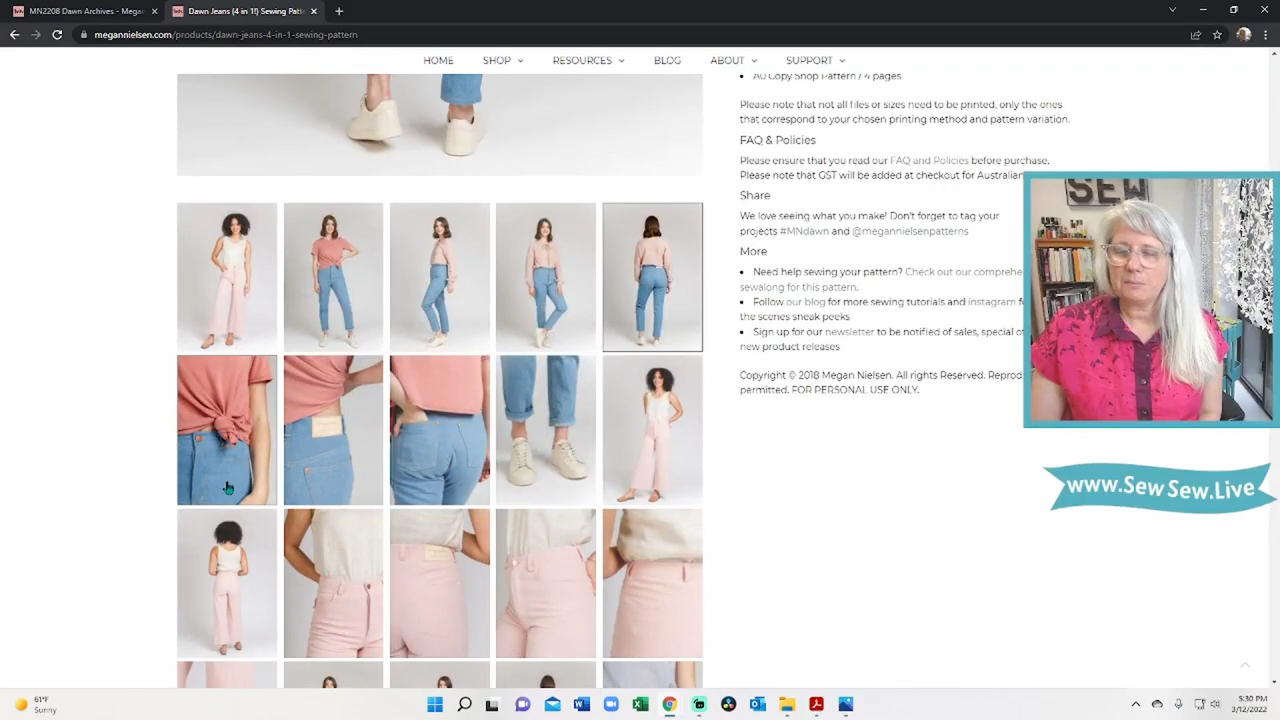 MN2208 Dawn Archives - Megan
Dawn Jeans (4 in 1) Sewing Patt
megannielsen.com/products/dawn-jeans-4-in-1-sewing-pattern
HOME SHOP RESOURCES BLOG ABOUT SUPPORT
A0 Copy Shop Pattern / 4 pages
Please note that not all files or sizes need to be printed, only the ones
that correspond to your chosen printing method and pattern variation.
FAQ & Policies
Please ensure that you read our FAQ and Policies before purchase.
Please note that GST will be added at checkout for Australian
Share
We love seeing what you make! Don't forget to tag your
projects #MNdawn and @megannielsenpatterns
More
Need help sewing your pattern? Check out our comprehe
sewalong for this pattern.
Follow our blog for more sewing tutorials and instagram f
the scenes sneak peeks
Sign up for our newsletter to be notified of sales, special o
new product releases
Copyright © 2018 Megan Nielsen. All rights Reserved. Reprod
permitted. FOR PERSONAL USE ONLY.
SEW
www.SewSew.Live
61°F
Sunny
5:30 PM
3/12/2022